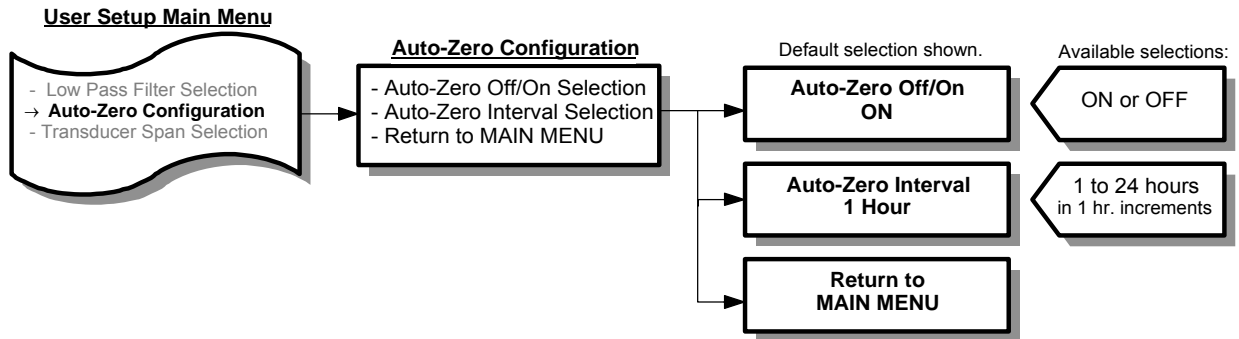 User Setup Main Menu
- Low Pass Filter Selection
→ Auto-Zero Configuration
- Transducer Span Selection
Auto-Zero Configuration
- Auto-Zero Off/On Selection
- Auto-Zero Interval Selection
- Return to MAIN MENU
Default selection shown.
Auto-Zero Off/On
ON
Available selections:
ON or OFF
Auto-Zero Interval
1 Hour
1 to 24 hours
in 1 hr. increments
Return to
MAIN MENU